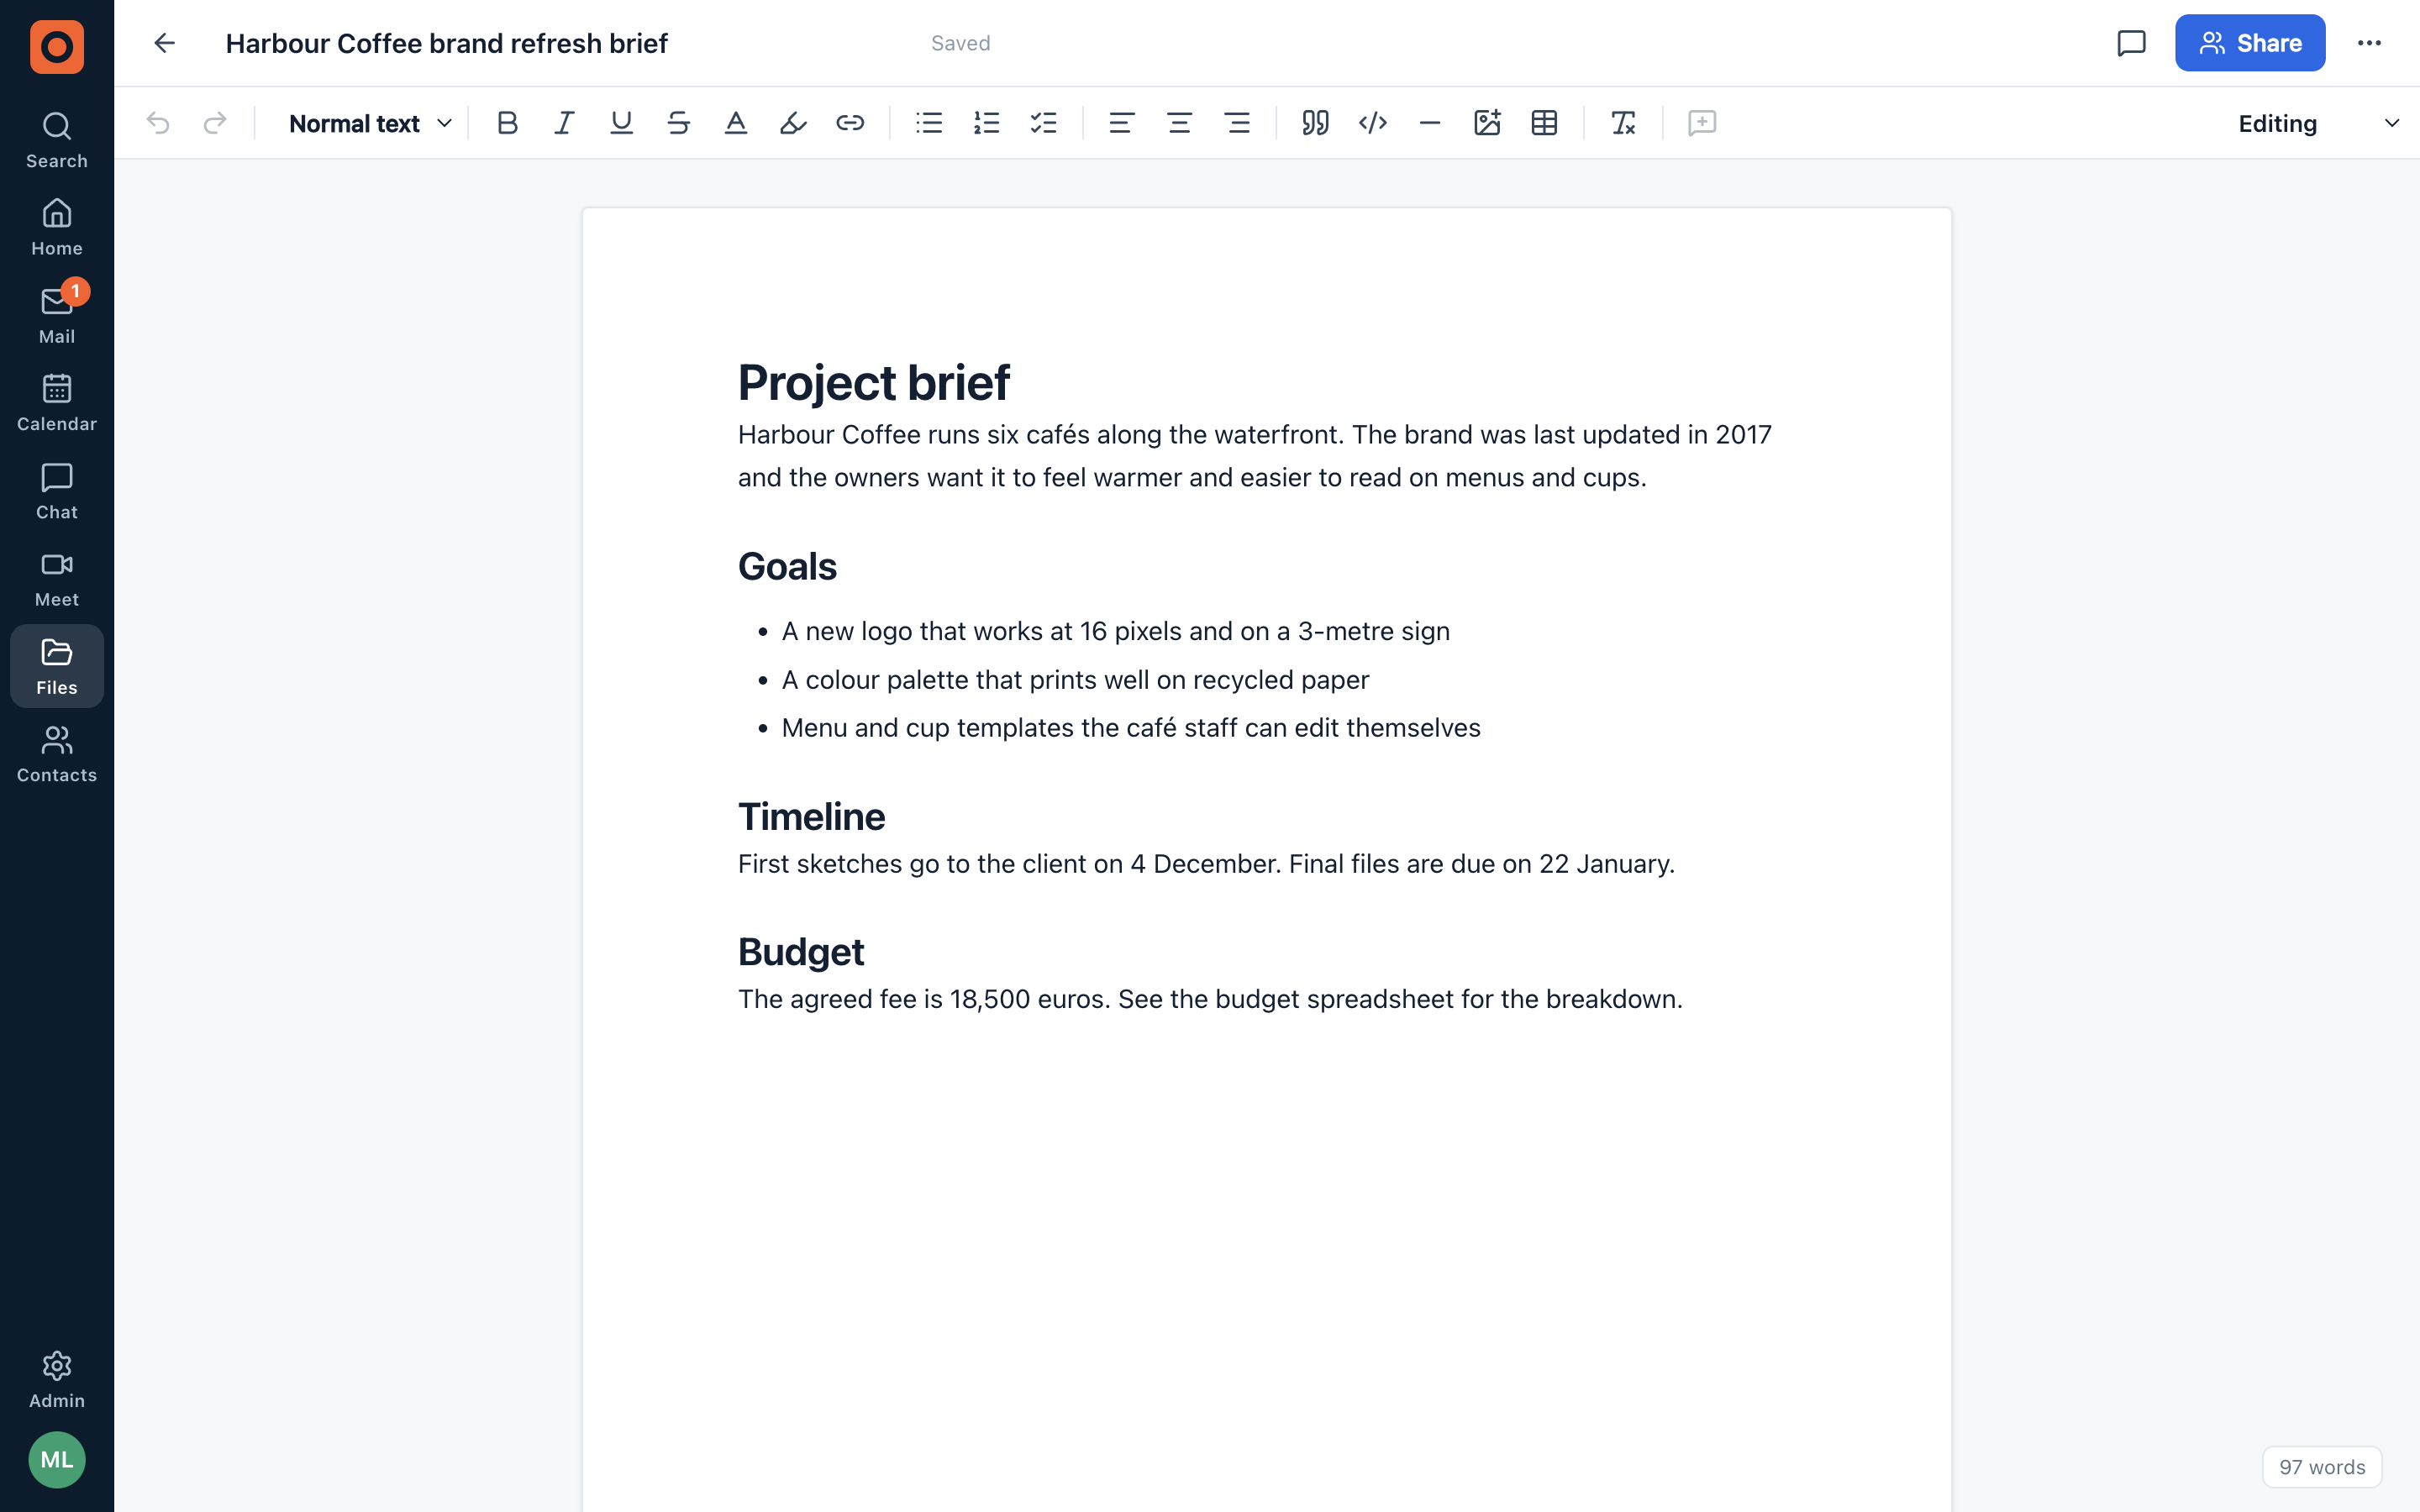 Harbour Coffee brand refresh brief
Saved
Share
Search
Home
1
Mail
Calendar
Chat
Meet
Files
Contacts
Admin
ML
Normal text
Editing
Project brief
Harbour Coffee runs six cafés along the waterfront. The brand was last updated in 2017
and the owners want it to feel warmer and easier to read on menus and cups.
Goals
• A new logo that works at 16 pixels and on a 3-metre sign
• A colour palette that prints well on recycled paper
• Menu and cup templates the café staff can edit themselves
Timeline
First sketches go to the client on 4 December. Final files are due on 22 January.
Budget
The agreed fee is 18,500 euros. See the budget spreadsheet for the breakdown.
97 words